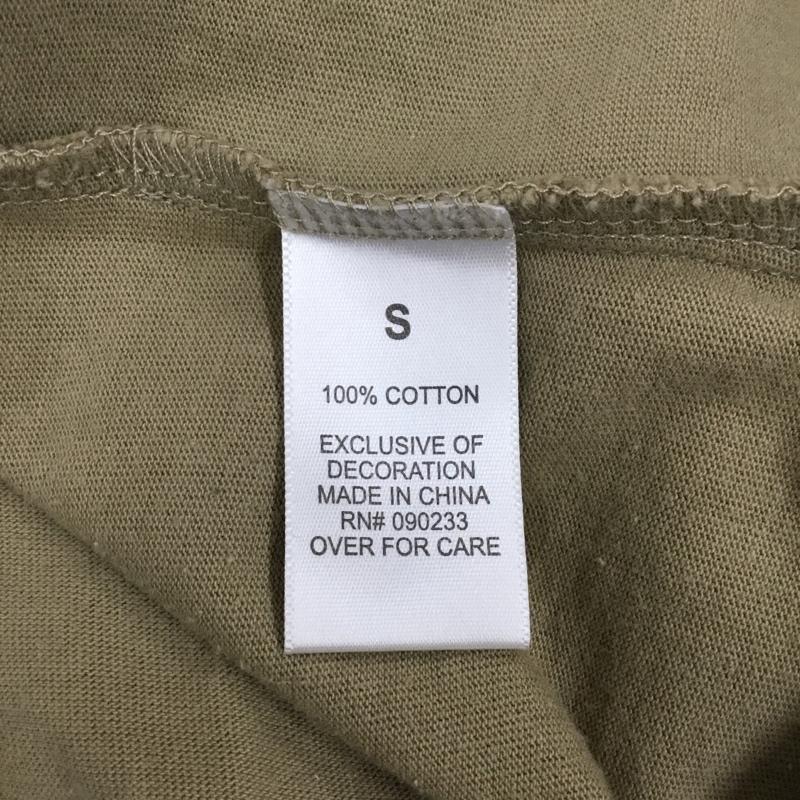 S
100% COTTON
EXCLUSIVE OF
DECORATION
MADE IN CHINA
RN# 090233
OVER FOR CARE